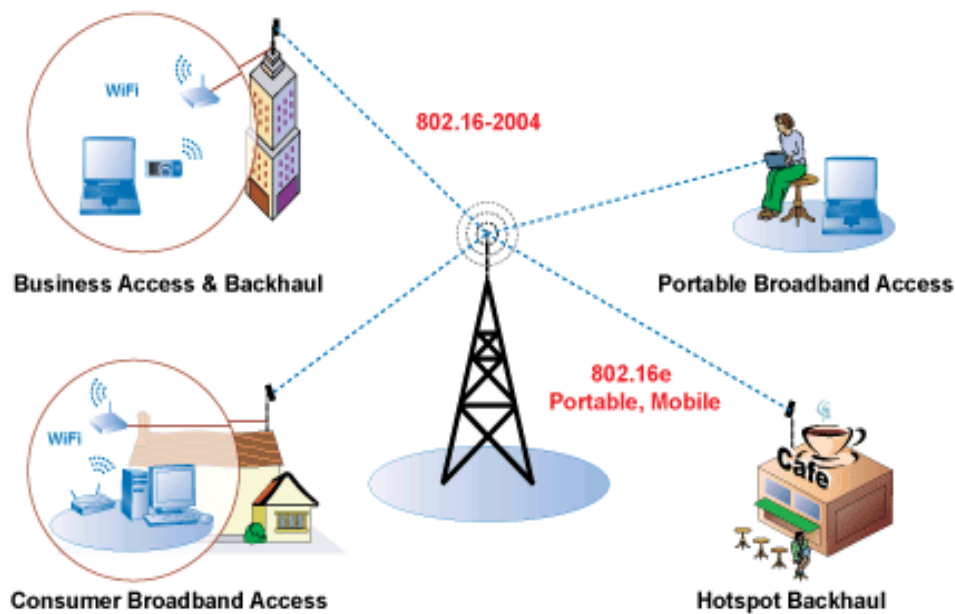 WiFi
802.16-2004
Business Access & Backhaul
Portable Broadband Access
802.16e
Portable, Mobile
WiFi
Cafe
Consumer Broadband Access
Hotspot Backhaul